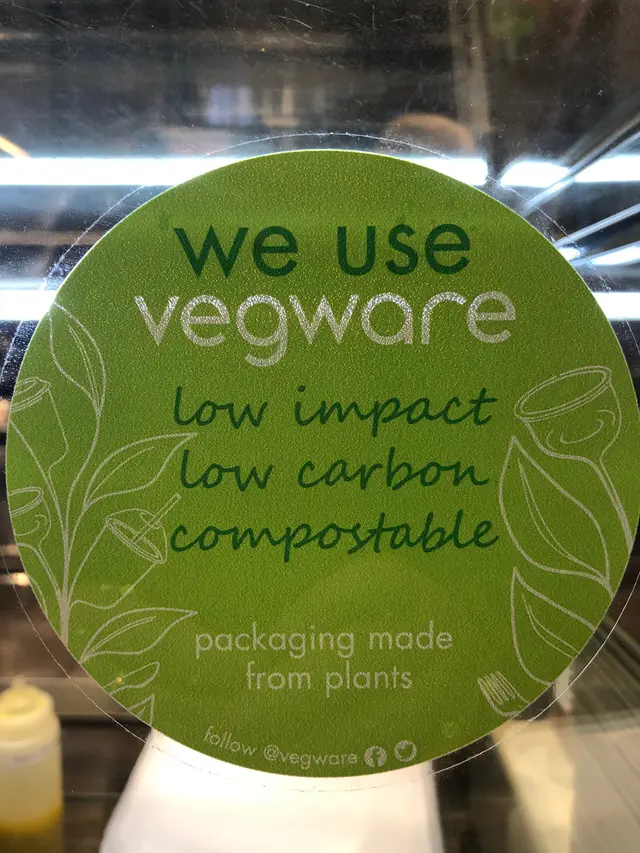 we use
vegware
low impact
low carbon
compostable
packaging made
from plants
follow @vegware